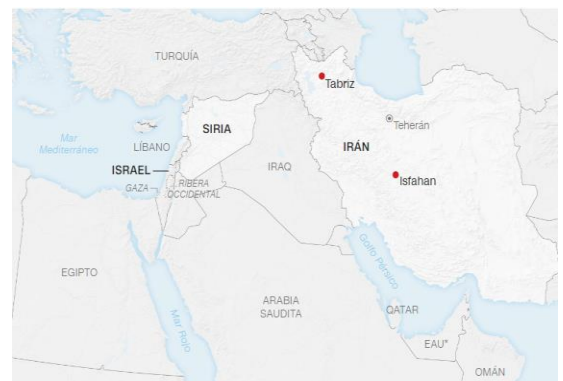 TURQUÍA
Tabriz
Teherán
SIRIA
Mar
Mediterráneo
LÍBANO
IRÁN
ISRAEL
IRAQ
GAZA
RIBERA
OCCIDENTAL
Isfahan
EGIPTO
Golfo Pérsico
ARABIA
SAUDITA
Mar Rojo
QATAR
EAU*
OMÁN